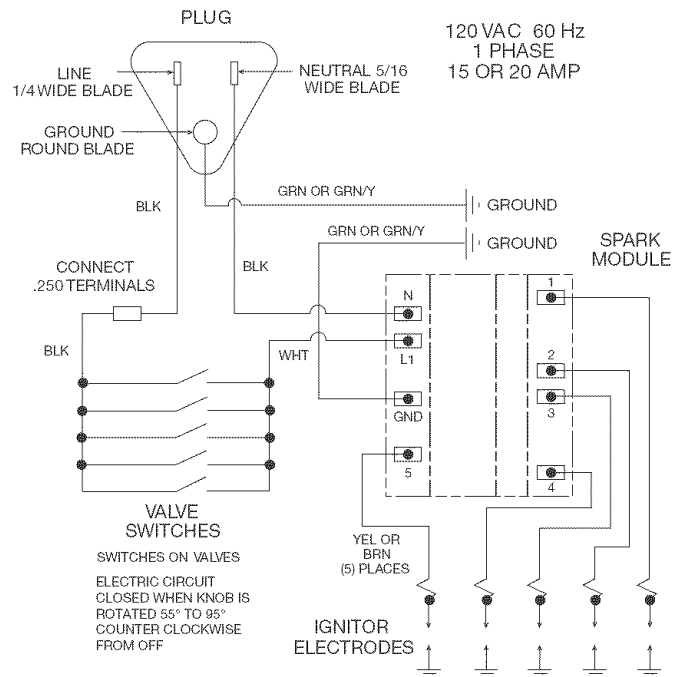 PLUG
120 VAC 60 Hz
1 PHASE
15 OR 20 AMP
LINE
1/4 WIDE BLADE
NEUTRAL 5/16
WIDE BLADE
GROUND
ROUND BLADE
GRN OR GRN/Y
GROUND
BLK
GRN OR GRN/Y
GROUND
SPARK
MODULE
CONNECT
.250 TERMINALS
BLK
N
1
BLK
WHT
L1
2
GND
3
5
4
VALVE
SWITCHES
SWITCHES ON VALVES
ELECTRIC CIRCUIT
CLOSED WHEN KNOB IS
ROTATED 55° TO 95°
COUNTER CLOCKWISE
FROM OFF
YEL OR
BRN
(5) PLACES
IGNITOR
ELECTRODES